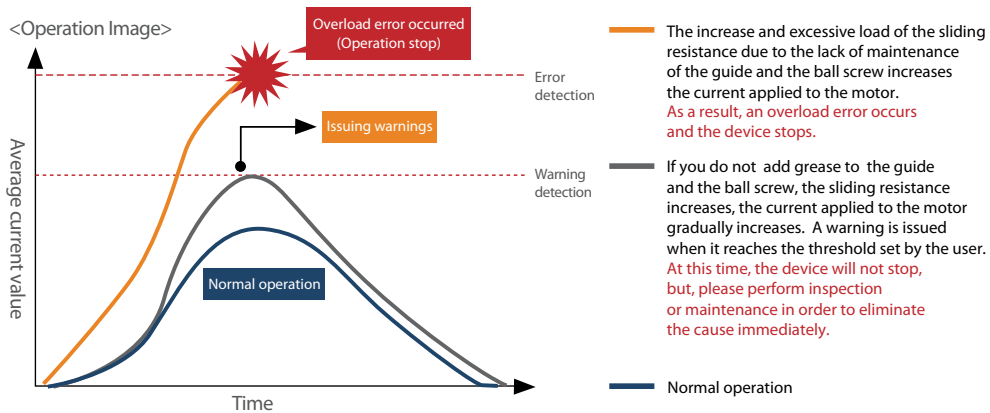 <Operation Image>
Overload error occurred
(Operation stop)
Error
detection
Issuing warnings
Warning
detection
Normal operation
Average current value
Time
The increase and excessive load of the sliding
resistance due to the lack of maintenance
of the guide and the ball screw increases
the current applied to the motor.
As a result, an overload error occurs
and the device stops.
If you do not add grease to the guide
and the ball screw, the sliding resistance
increases, the current applied to the motor
gradually increases. A warning is issued
when it reaches the threshold set by the user.
At this time, the device will not stop,
but, please perform inspection
or maintenance in order to eliminate
the cause immediately.
Normal operation